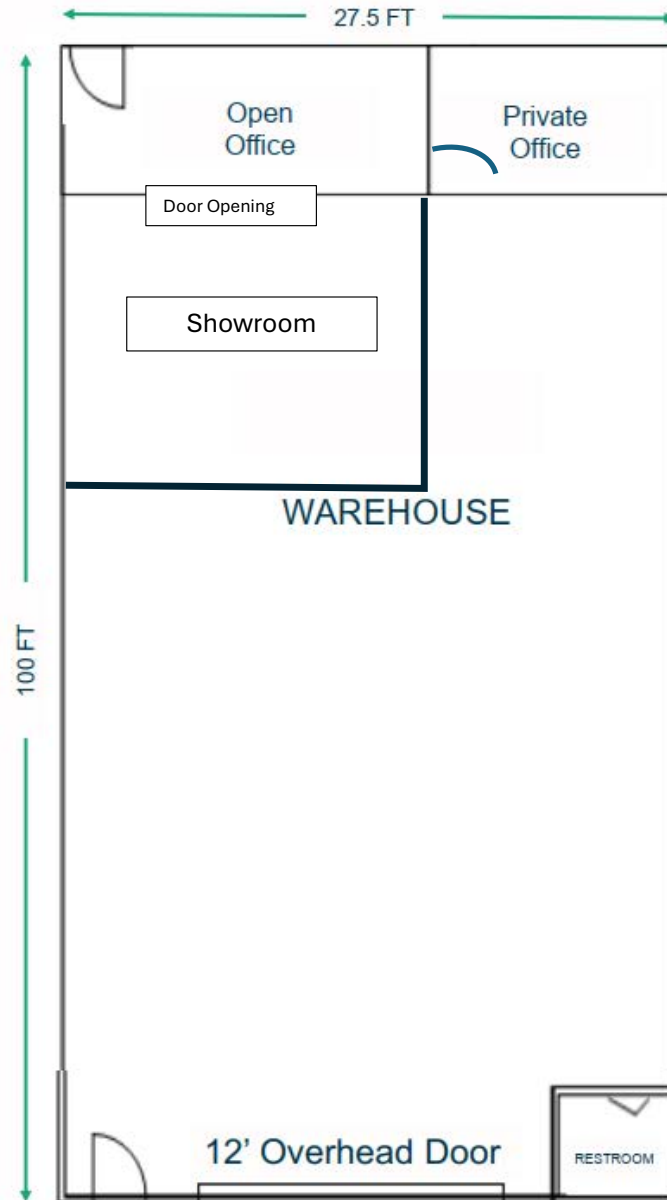 27.5 FT
Open
Office
Private
Office
Door Opening
Showroom
WAREHOUSE
100 FT
12’ Overhead Door
RESTROOM